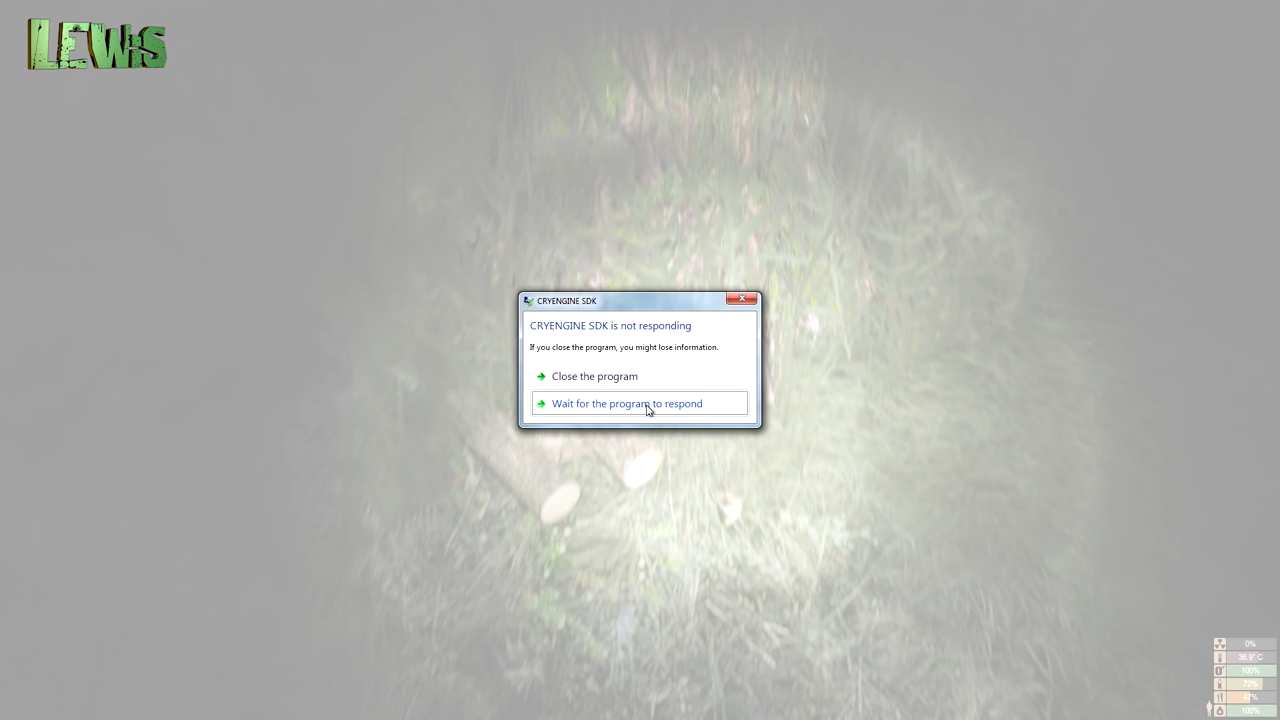 LEWiS
CRYENGINE SDK
CRYENGINE SDK is not responding
If you close the program, you might lose information.
Close the program
Wait for the program to respond
0%
36.9° C
100%
72%
47%
100%